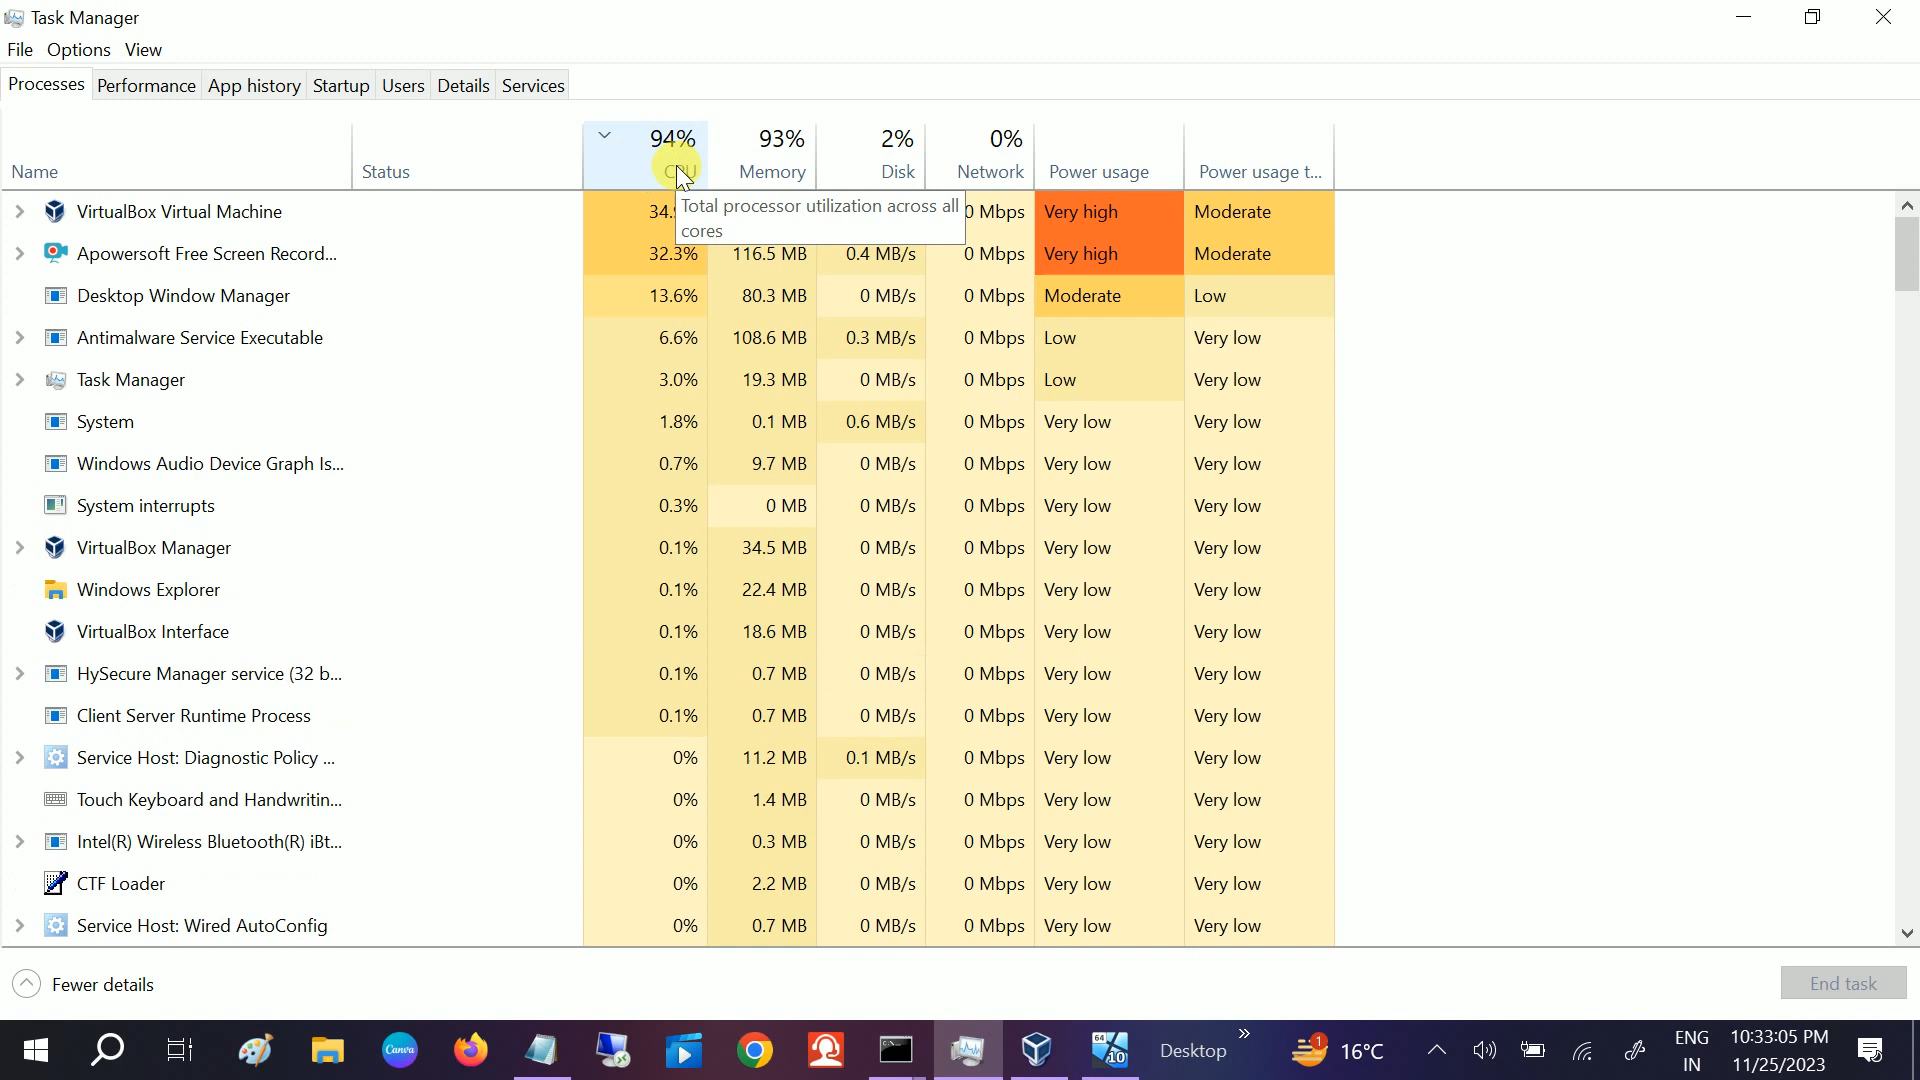 Task Manager
File Options View
Processes Performance App history Startup Users Details Services
94% 93% 2% 0%
Name Status CPU Memory Disk Network Power usage Power usage t...
Total processor utilization across all
cores
VirtualBox Virtual Machine 34. 0 Mbps Very high Moderate
Apowersoft Free Screen Record... 32.3% 116.5 MB 0.4 MB/s 0 Mbps Very high Moderate
Desktop Window Manager 13.6% 80.3 MB 0 MB/s 0 Mbps Moderate Low
Antimalware Service Executable 6.6% 108.6 MB 0.3 MB/s 0 Mbps Low Very low
Task Manager 3.0% 19.3 MB 0 MB/s 0 Mbps Low Very low
System 1.8% 0.1 MB 0.6 MB/s 0 Mbps Very low Very low
Windows Audio Device Graph Is... 0.7% 9.7 MB 0 MB/s 0 Mbps Very low Very low
System interrupts 0.3% 0 MB 0 MB/s 0 Mbps Very low Very low
VirtualBox Manager 0.1% 34.5 MB 0 MB/s 0 Mbps Very low Very low
Windows Explorer 0.1% 22.4 MB 0 MB/s 0 Mbps Very low Very low
VirtualBox Interface 0.1% 18.6 MB 0 MB/s 0 Mbps Very low Very low
HySecure Manager service (32 b... 0.1% 0.7 MB 0 MB/s 0 Mbps Very low Very low
Client Server Runtime Process 0.1% 0.7 MB 0 MB/s 0 Mbps Very low Very low
Service Host: Diagnostic Policy ... 0% 11.2 MB 0.1 MB/s 0 Mbps Very low Very low
Touch Keyboard and Handwritin... 0% 1.4 MB 0 MB/s 0 Mbps Very low Very low
Intel(R) Wireless Bluetooth(R) iBt... 0% 0.3 MB 0 MB/s 0 Mbps Very low Very low
CTF Loader 0% 2.2 MB 0 MB/s 0 Mbps Very low Very low
Service Host: Wired AutoConfig 0% 0.7 MB 0 MB/s 0 Mbps Very low Very low
Fewer details End task
Canva 64 10 Desktop 1 16°C ENG 10:33:05 PM
IN 11/25/2023